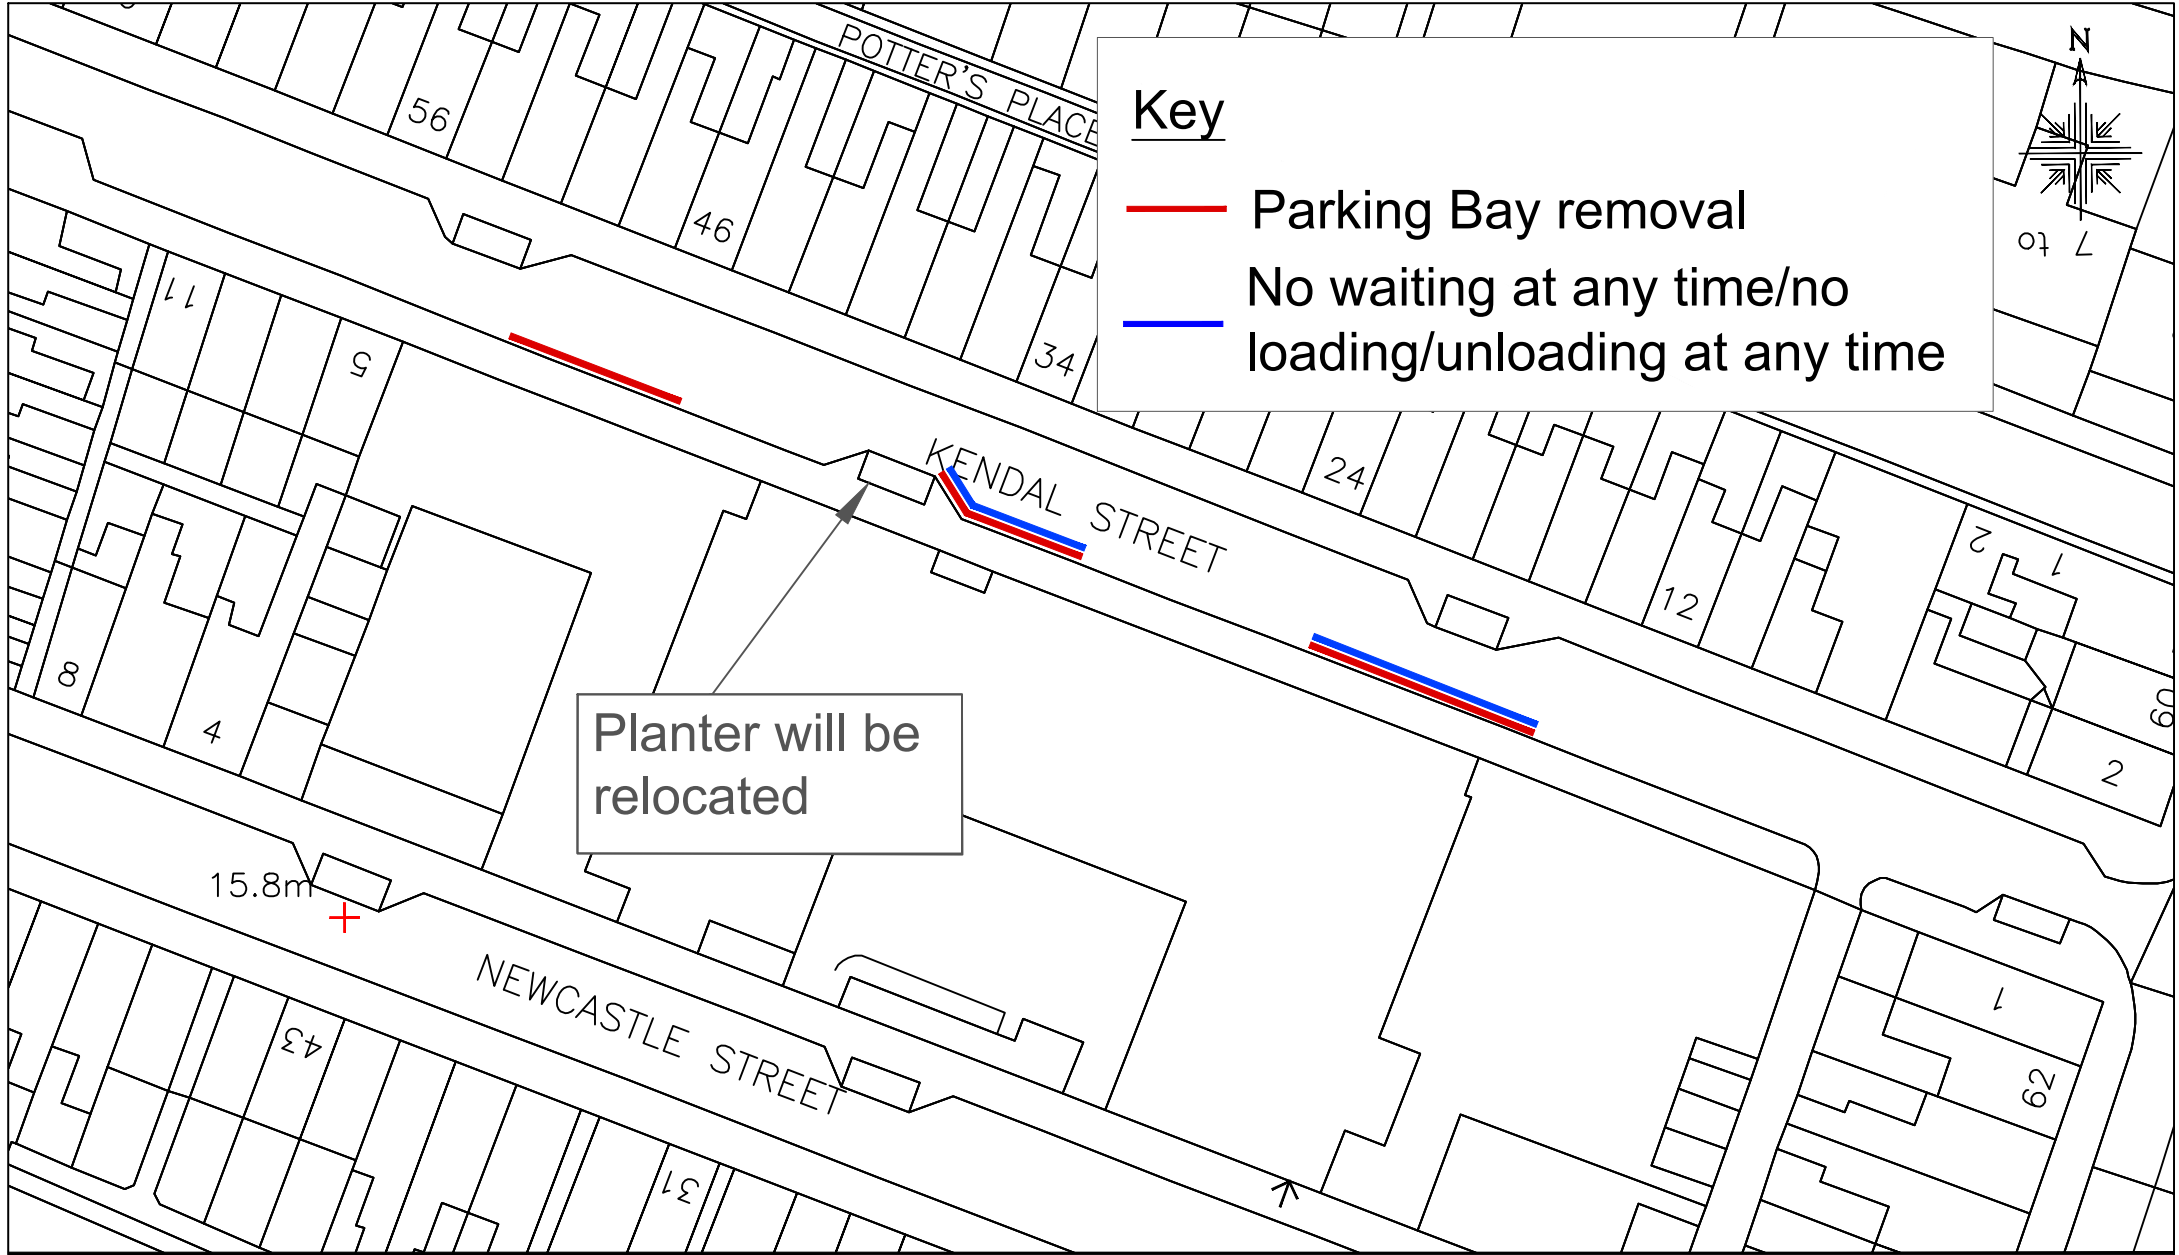 POTTER'S PLACE
N
Key
Parking Bay removal
No waiting at any time/no
loading/unloading at any time
7 to
56
46
34
24
12
11
5
2
1
KENDAL STREET
60
2
8
4
Planter will be
relocated
15.8m
NEWCASTLE STREET
43
31
1
62